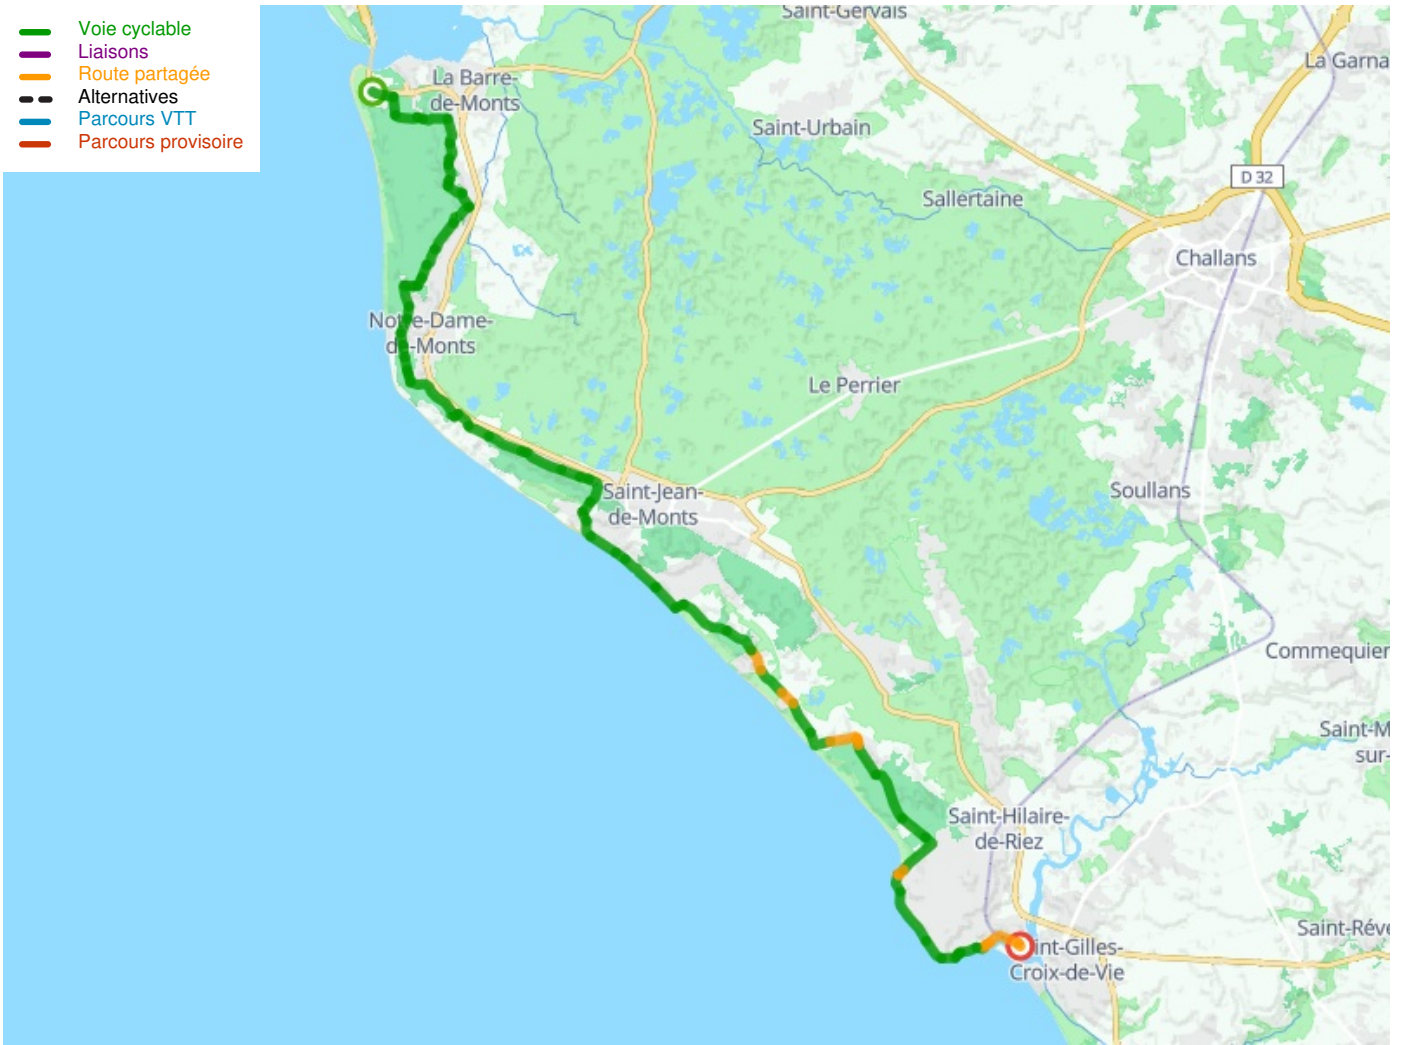 Voie cyclable
Liaisons
Route partagée
Alternatives
Parcours VTT
Parcours provisoire
Saint-Gervais
La Garna
La Barre-
de-Monts
Saint-Urbain
D 32
Sallertaine
Challans
Notre-Dame-
de-Monts
Le Perrier
Saint-Jean-
de-Monts
Soullans
Commequier
Saint-M
sur-
Saint-Hilaire-
de-Riez
Saint-Réve
int-Gilles-
Croix-de-Vie